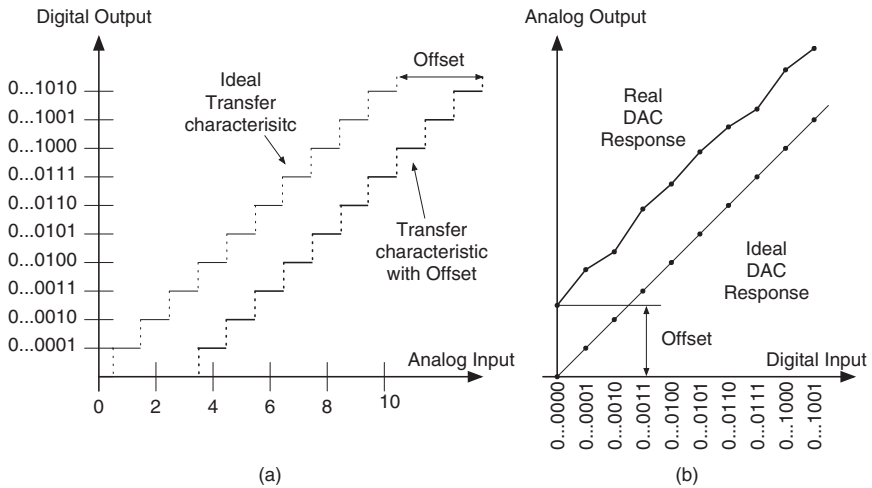 Digital Output
0...1010
0...1001
0...1000
0...0111
0...0110
0...0101
0...0100
0...0011
0...0010
0...0001
Ideal
Transfer
characterisitc
Offset
Transfer
characteristic
with Offset
Analog Input
0
2
4
6
8
10
(a)
Analog Output
Real
DAC
Response
Ideal
DAC
Response
Offset
Digital Input
0...0000
0...0001
0...0010
0...0011
0...0100
0...0101
0...0110
0...0111
0...1000
0...1001
(b)